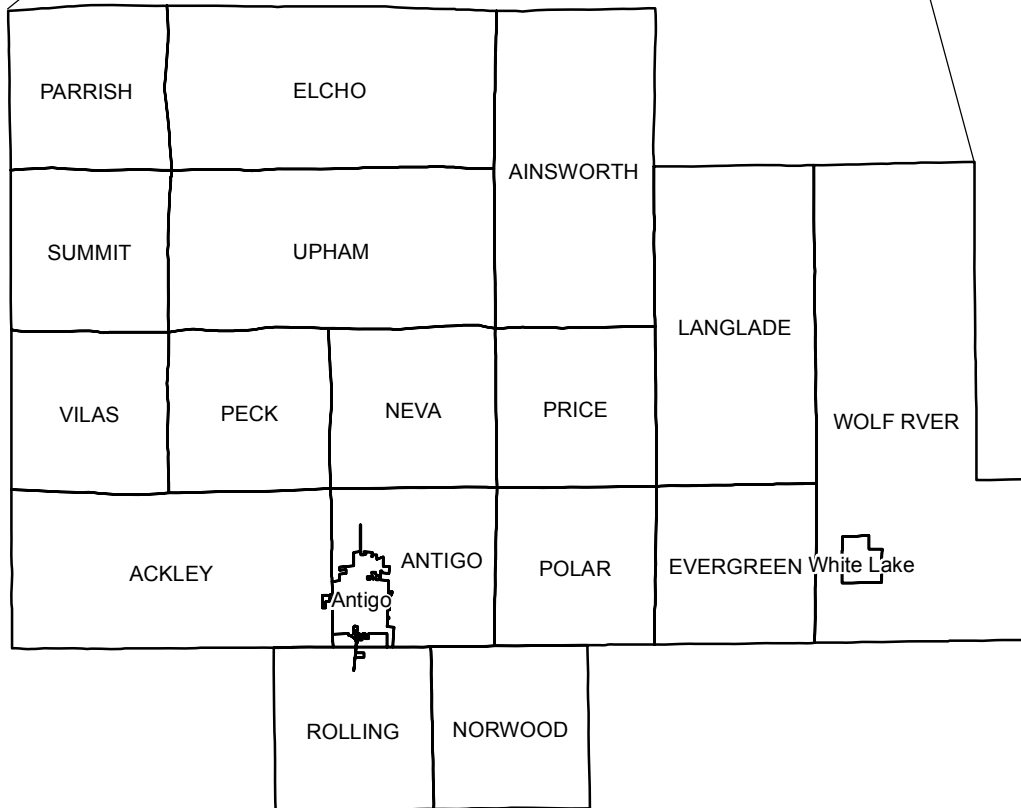 PARRISH
ELCHO
AINSWORTH
SUMMIT
UPHAM
LANGLADE
VILAS
PECK
NEVA
PRICE
WOLF RVER
ACKLEY
ANTIGO
POLAR
EVERGREEN
White Lake
Antigo
ROLLING
NORWOOD